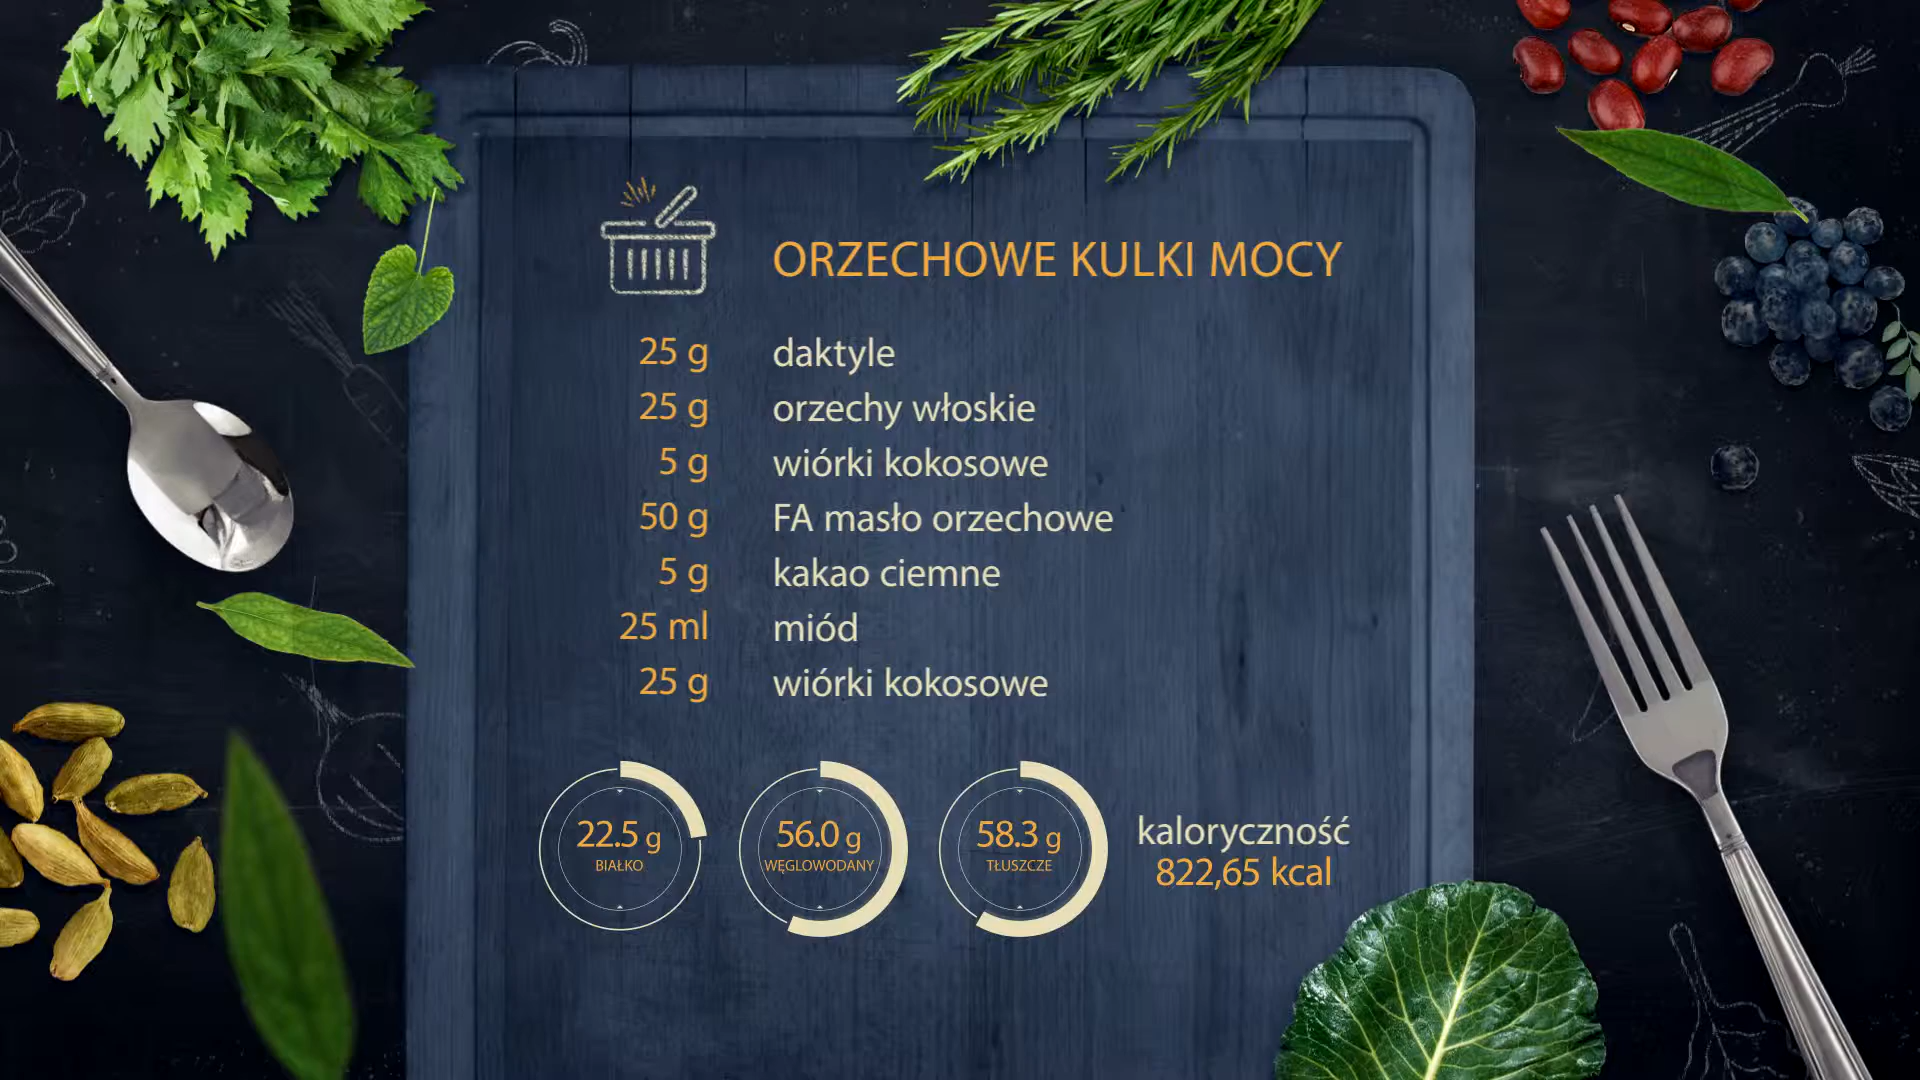 ORZECHOWE KULKI MOCY
25 g daktyle
25 g orzechy włoskie
5 g wiórki kokosowe
50 g FA masło orzechowe
5 g kakao ciemne
25 ml miód
25 g wiórki kokosowe
22.5 g
BIAŁKO
56.0 g
WĘGLOWODANY
58.3 g
TŁUSZCZE
kaloryczność
822,65 kcal